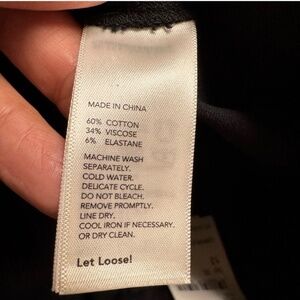 MADE IN CHINA
60% COTTON
34% VISCOSE
6% ELASTANE
MACHINE WASH
SEPARATELY.
COLD WATER.
DELICATE CYCLE.
DO NOT BLEACH.
REMOVE PROMPTLY.
LINE DRY.
COOL IRON IF NECESSARY.
OR DRY CLEAN.
Let Loose!